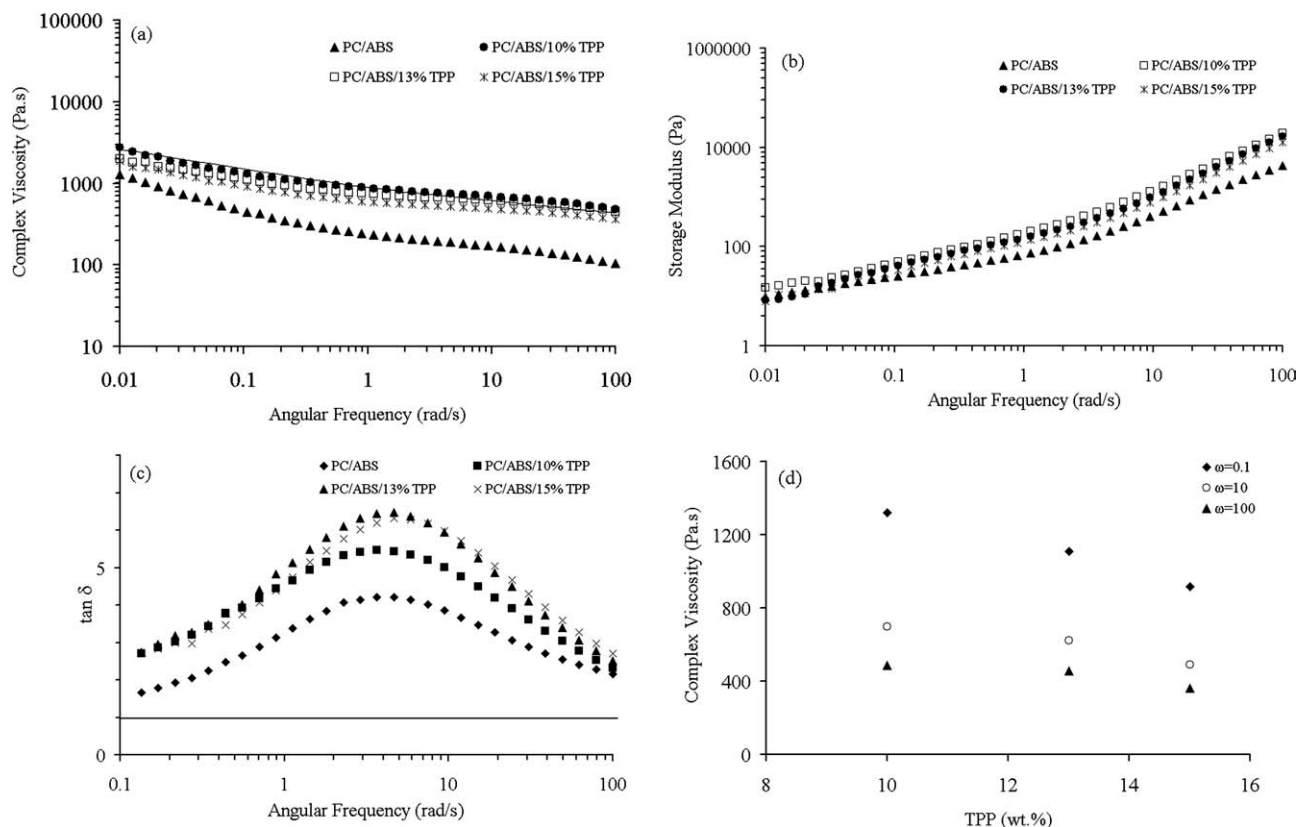 (a)
PC/ABS
PC/ABS/10% TPP
PC/ABS/13% TPP
PC/ABS/15% TPP
Complex Viscosity (Pa.s)
100000
10000
1000
100
10
0.01
0.1
1
10
100
Angular Frequency (rad/s)
(b)
PC/ABS
PC/ABS/10% TPP
PC/ABS/13% TPP
PC/ABS/15% TPP
Storage Modulus (Pa)
1000000
10000
100
1
0.01
0.1
1
10
100
Angular Frequency (rad/s)
(c)
PC/ABS
PC/ABS/10% TPP
PC/ABS/13% TPP
PC/ABS/15% TPP
tan δ
5
0
0.1
1
10
100
Angular Frequency (rad/s)
(d)
ω=0.1
ω=10
ω=100
Complex Viscosity (Pa.s)
1600
1200
800
400
0
8
10
12
14
16
TPP (wt.%)